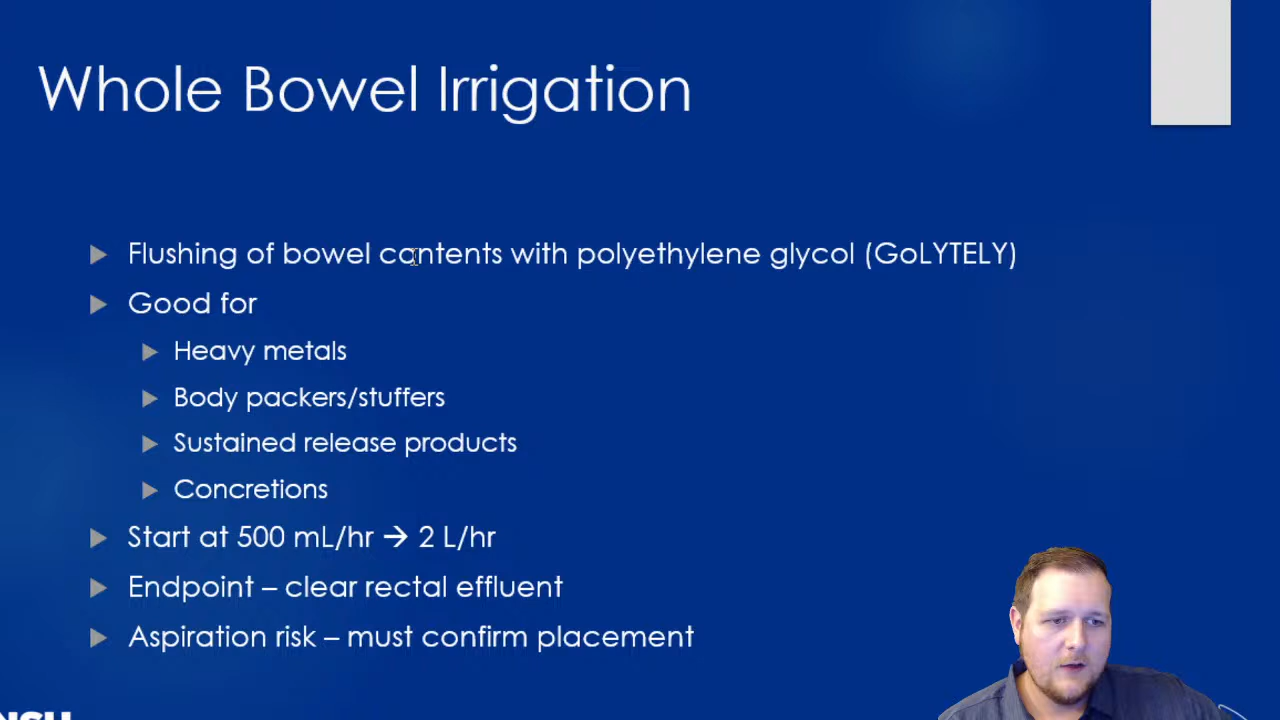 Whole Bowel Irrigation
Flushing of bowel contents with polyethylene glycol (GoLYTELY)
Good for
Heavy metals
Body packers/stuffers
Sustained release products
Concretions
Start at 500 mL/hr → 2 L/hr
Endpoint – clear rectal effluent
Aspiration risk – must confirm placement